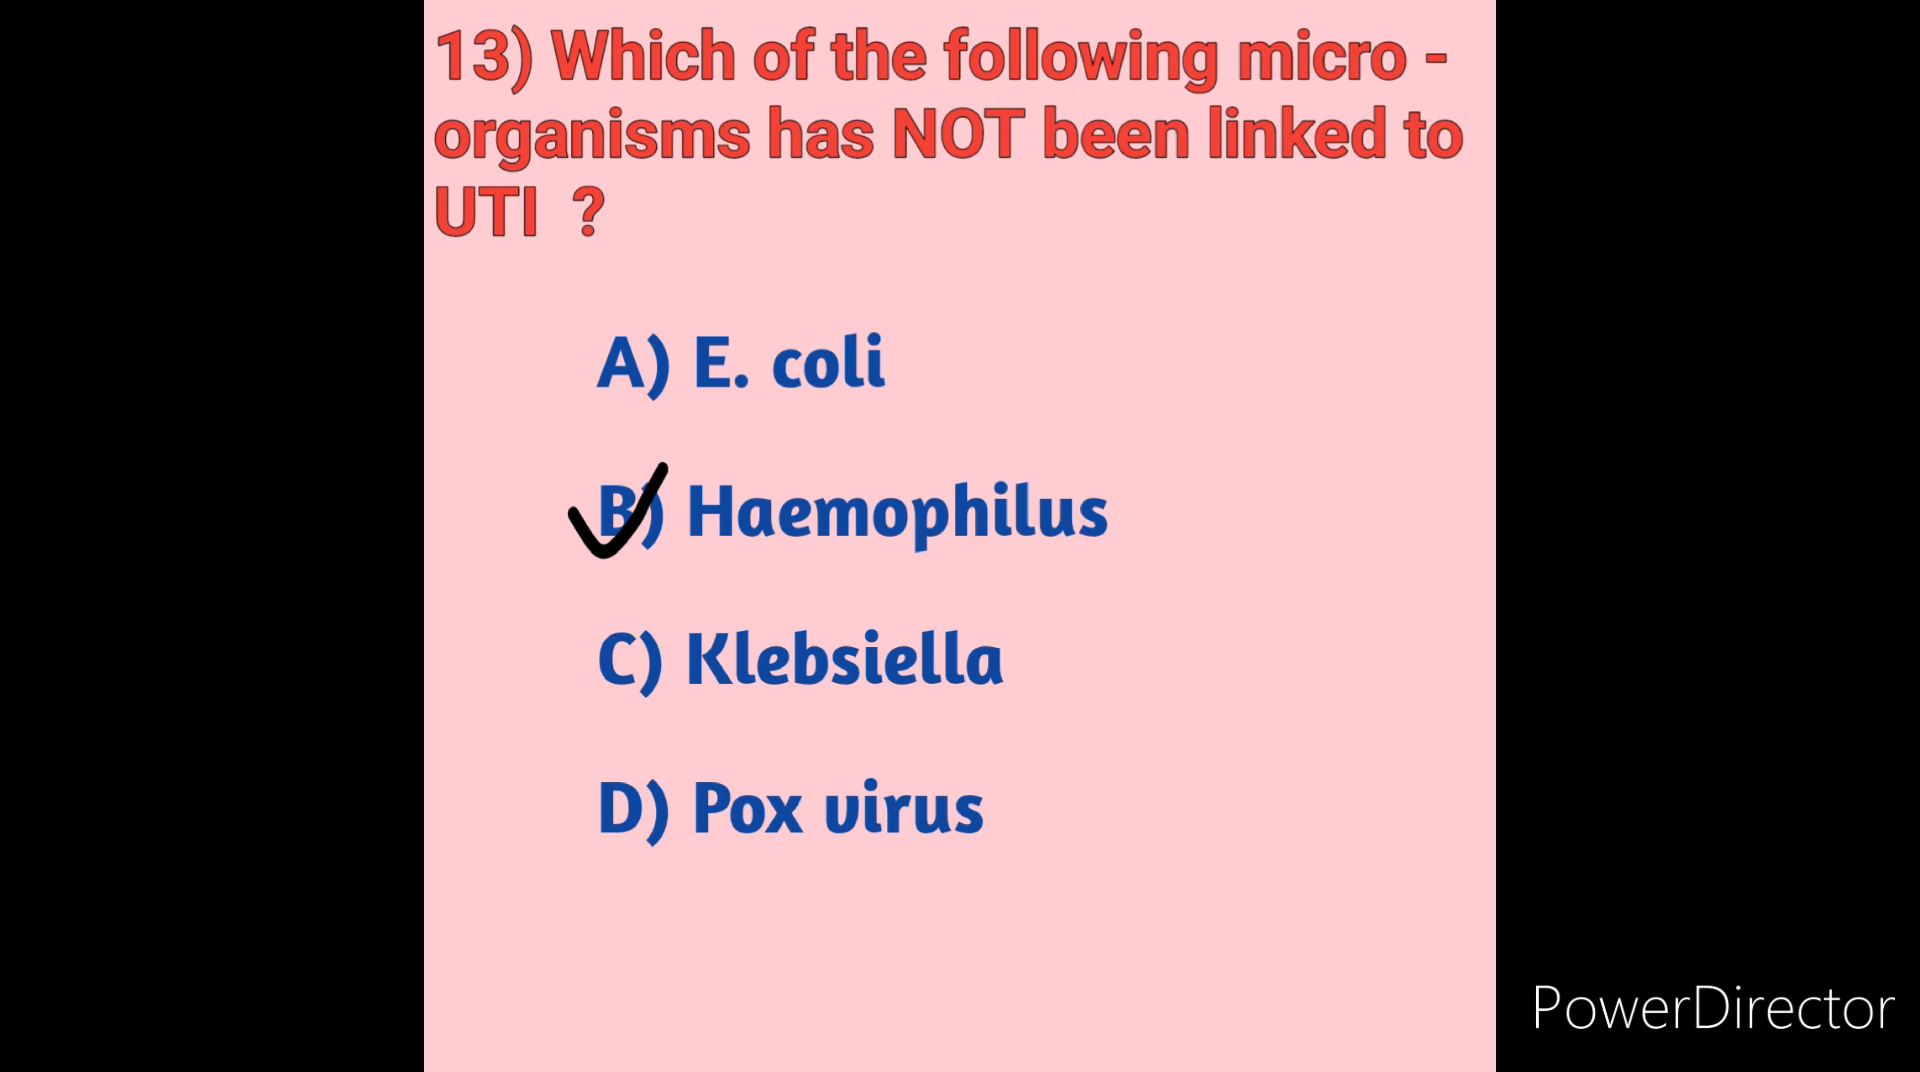 13) Which of the following micro -
organisms has NOT been linked to
UTI ?
A) E. coli
B) Haemophilus
C) Klebsiella
D) Pox virus
PowerDirector